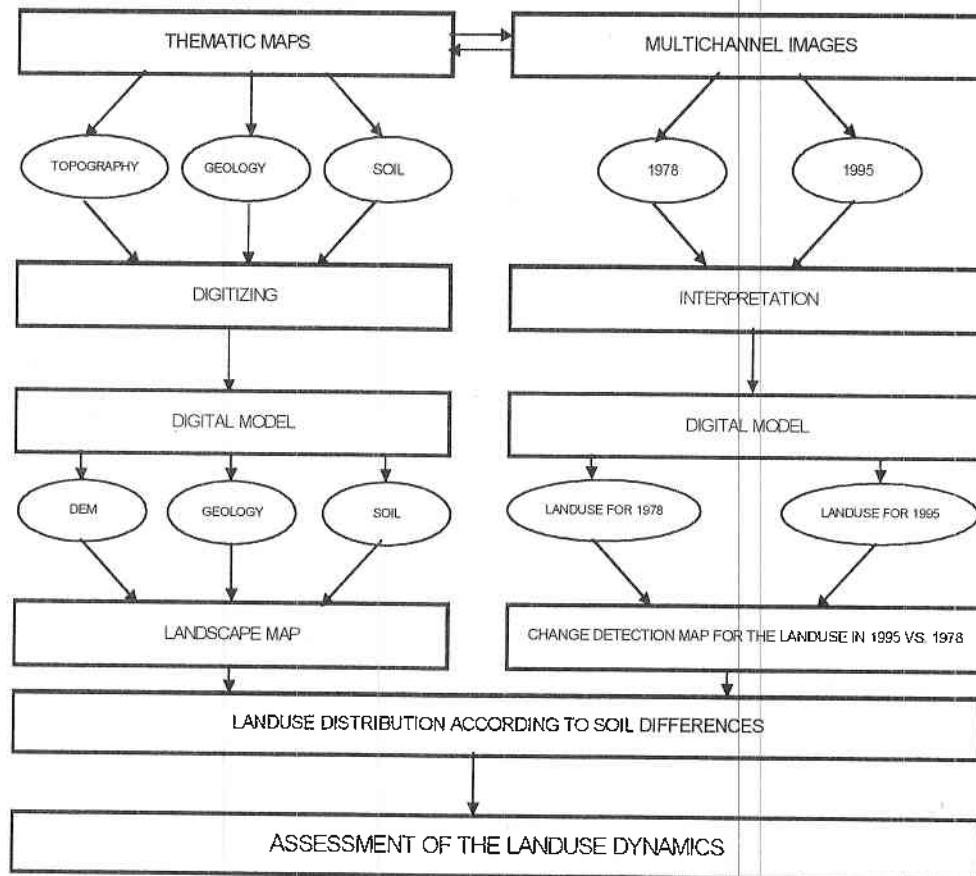 THEMATIC MAPS
MULTICHANNEL IMAGES
TOPOGRAPHY
GEOLOGY
SOIL
1978
1995
DIGITIZING
INTERPRETATION
DIGITAL MODEL
DIGITAL MODEL
DEM
GEOLOGY
SOIL
LANDUSE FOR 1978
LANDUSE FOR 1995
LANDSCAPE MAP
CHANGE DETECTION MAP FOR THE LANDUSE IN 1995 VS. 1978
LANDUSE DISTRIBUTION ACCORDING TO SOIL DIFFERENCES
ASSESSMENT OF THE LANDUSE DYNAMICS